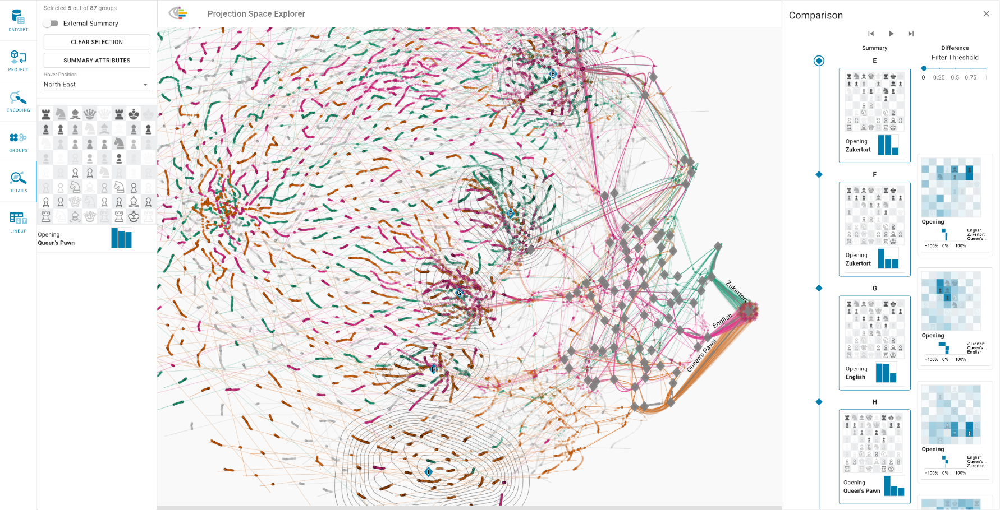 DATASET
PROJECT
ENCODING
GROUPS
DETAILS
LINEUP
Selected 5 out of 87 groups
External Summary
CLEAR SELECTION
SUMMARY ATTRIBUTES
Hover Position
North East
Opening
Queen's Pawn
Projection Space Explorer
E
F
G
H
I
Zukertort
English
Queen's Pawn
Comparison
Summary
Difference
Filter Threshold
0 0.25 0.5 0.75 1
E
Opening
Zukertort
F
Opening
Zukertort
G
Opening
English
H
Opening
Queen's Pawn
Opening
English
Zukertort
Queen's...
−100% 0% 100%
Opening
Zukertort
Queen's...
English
−100% 0% 100%
Opening
English
Queen's...
Zukertort
−100% 0% 100%